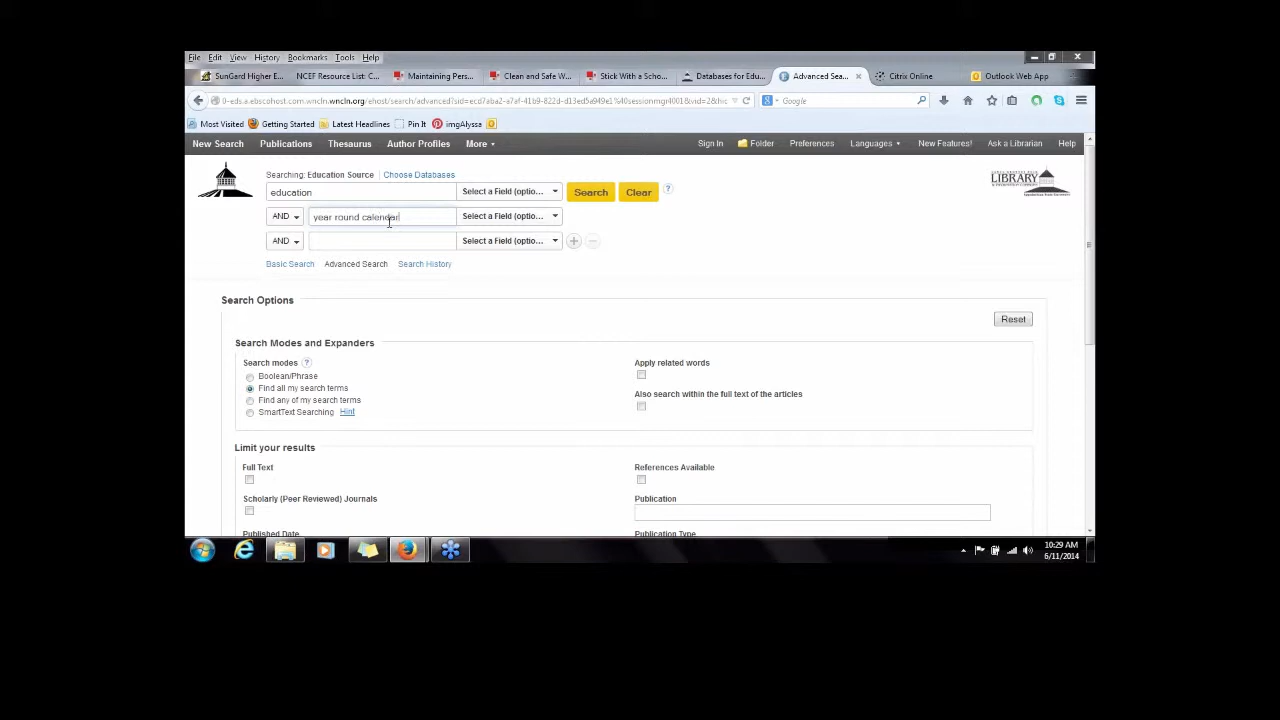 File Edit View History Bookmarks Tools Help
SunGard Higher E... NCEF Resource List: C... Maintaining Pers... Clean and Safe W... Stick With a Scho... Databases for Edu... Advanced Sea... Citrix Online. Outlook Web App
Google
Most Visited Getting Started Latest Headlines Pin It imgAlyssa
New Search Publications Thesaurus Author Profiles More Sign In Folder Preferences Languages New Features! Ask a Librarian Help
Searching: Education Source Choose Databases
education Select a Field (optio... Search Clear
AND year round calendar Select a Field (optio...
AND Select a Field (optio...
LIBRARY
Basic Search Advanced Search Search History
Search Options
Reset
Search Modes and Expanders
Search modes ? Apply related words
Boolean/Phrase
Find all my search terms
Also search within the full text of the articles
Find any of my search terms
SmartText Searching Hint
Limit your results
Full Text References Available
Scholarly (Peer Reviewed) Journals Publication
Published Date Publication Type
10:29 AM
6/11/2014